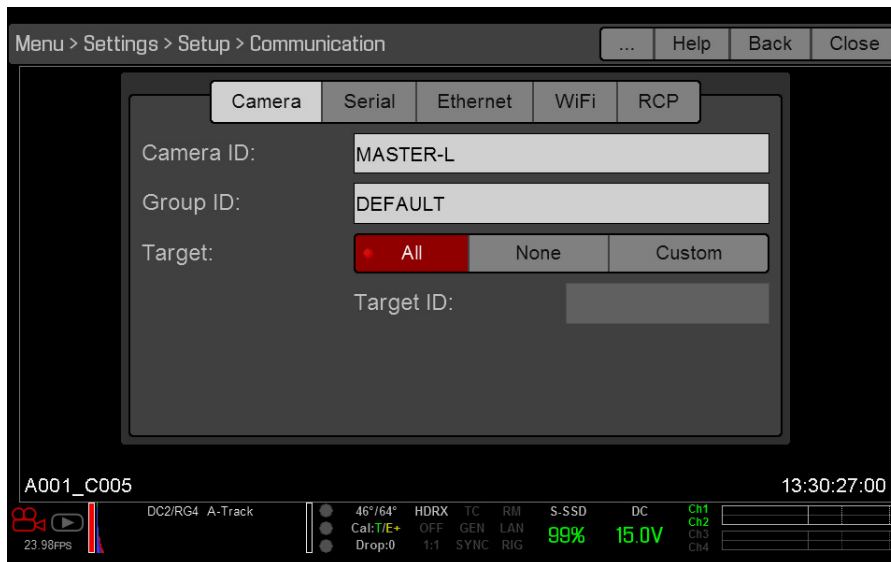 Menu > Settings > Setup > Communication ... Help Back Close
Camera Serial Ethernet WiFi RCP
Camera ID: MASTER-L
Group ID: DEFAULT
Target: All None Custom
Target ID:
A001_C005 13:30:27:00
DC2/RG4 A-Track 46°/64° HDRX TC RM S-SSD DC Ch1
Cal:T/E+ OFF GEN LAN 99% 15.0V Ch2
23.98FPS Drop:0 1:1 SYNC RIG Ch3
Ch4